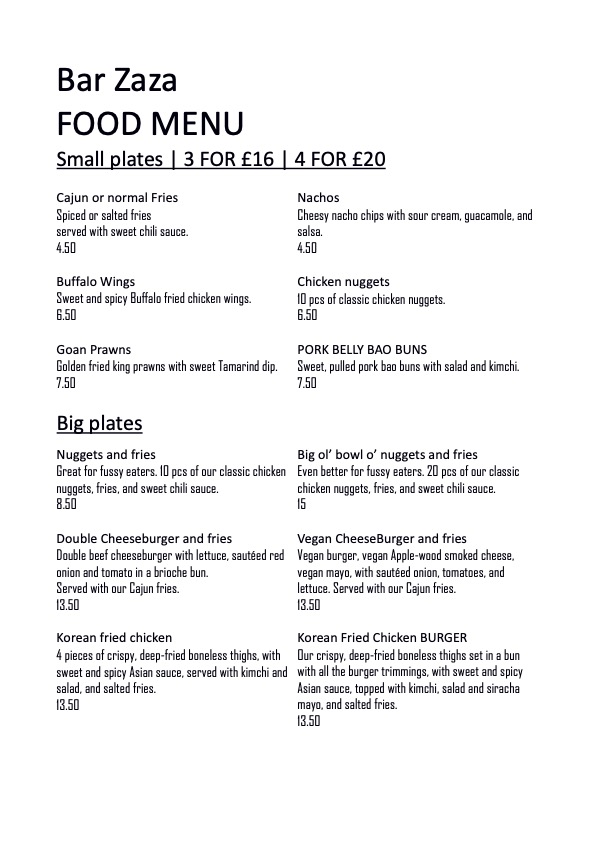 Bar Zaza
FOOD MENU
Small plates | 3 FOR £16 | 4 FOR £20
Cajun or normal Fries
Spiced or salted fries
served with sweet chili sauce.
4.50
Nachos
Cheesy nacho chips with sour cream, guacamole, and
salsa.
4.50
Buffalo Wings
Sweet and spicy Buffalo fried chicken wings.
6.50
Chicken nuggets
10 pcs of classic chicken nuggets.
6.50
Goan Prawns
Golden fried king prawns with sweet Tamarind dip.
7.50
PORK BELLY BAO BUNS
Sweet, pulled pork bao buns with salad and kimchi.
7.50
Big plates
Nuggets and fries
Great for fussy eaters. 10 pcs of our classic chicken
nuggets, fries, and sweet chili sauce.
8.50
Big ol’ bowl o’ nuggets and fries
Even better for fussy eaters. 20 pcs of our classic
chicken nuggets, fries, and sweet chili sauce.
15
Double Cheeseburger and fries
Double beef cheeseburger with lettuce, sautéed red
onion and tomato in a brioche bun.
Served with our Cajun fries.
13.50
Vegan CheeseBurger and fries
Vegan burger, vegan Apple-wood smoked cheese,
vegan mayo, with sautéed onion, tomatoes, and
lettuce. Served with our Cajun fries.
13.50
Korean fried chicken
4 pieces of crispy, deep-fried boneless thighs, with
sweet and spicy Asian sauce, served with kimchi and
salad, and salted fries.
13.50
Korean Fried Chicken BURGER
Our crispy, deep-fried boneless thighs set in a bun
with all the burger trimmings, with sweet and spicy
Asian sauce, topped with kimchi, salad and siracha
mayo, and salted fries.
13.50